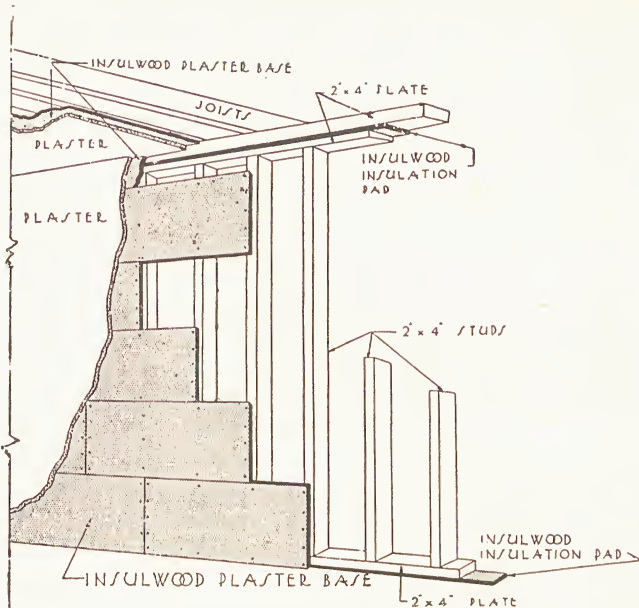 INSULWOOD PLASTER BASE
2" x 4" PLATE
JOISTS
PLASTER
INSULWOOD
INSULATION
PAD
PLASTER
2" x 4" STUDS
INSULWOOD
INSULATION PAD
INSULWOOD PLASTER BASE
2" x 4" PLATE